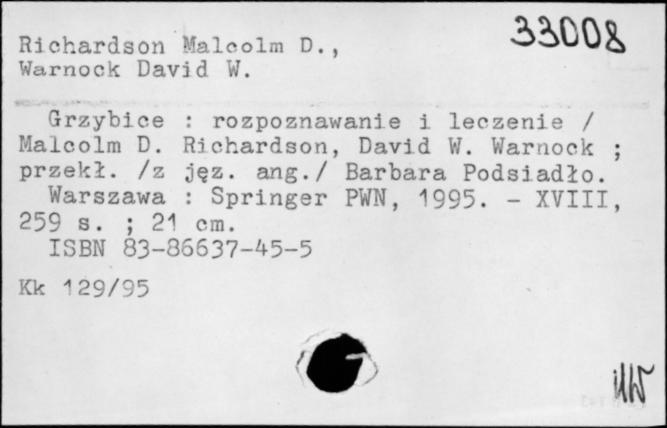 33008
Richardson Malcolm D.,
Warnock David W.
Grzybice : rozpoznawanie i leczenie /
Malcolm D. Richardson, David W. Warnock ;
przekł. /z jęz. ang./ Barbara Podsiadło.
Warszawa : Springer PWN, 1995. - XVIII,
259 s. ; 21 cm.
ISBN 83-86637-45-5
Kk 129/95